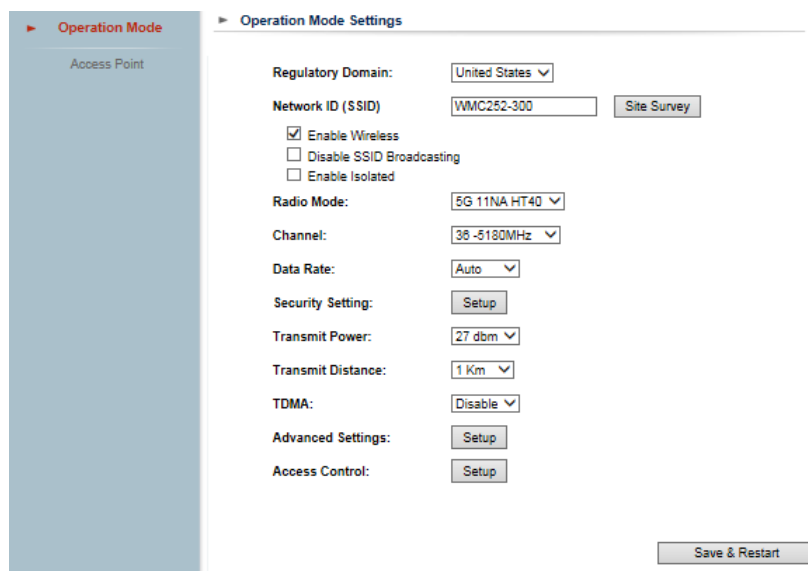 Operation Mode
Access Point
Operation Mode Settings
Regulatory Domain: United States
Network ID (SSID) WMC252-300 Site Survey
Enable Wireless
Disable SSID Broadcasting
Enable Isolated
Radio Mode: 5G 11NA HT40
Channel: 36 -5180MHz
Data Rate: Auto
Security Setting: Setup
Transmit Power: 27 dbm
Transmit Distance: 1 Km
TDMA: Disable
Advanced Settings: Setup
Access Control: Setup
Save & Restart